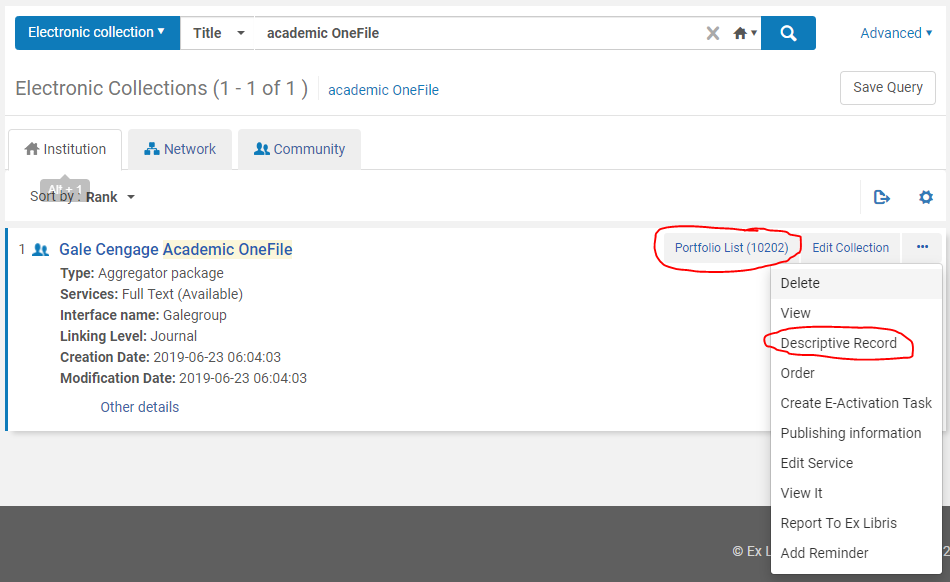 Electronic collection
Title
academic OneFile
Advanced
Electronic Collections (1 - 1 of 1 )
academic OneFile
Save Query
Institution
Network
Community
Alt + 1
Sort by : Rank
1
Gale Cengage Academic OneFile
Portfolio List (10202)
Edit Collection
Type: Aggregator package
Services: Full Text (Available)
Interface name: Galegroup
Linking Level: Journal
Creation Date: 2019-06-23 06:04:03
Modification Date: 2019-06-23 06:04:03
Other details
Delete
View
Descriptive Record
Order
Create E-Activation Task
Publishing information
Edit Service
View It
Report To Ex Libris
Add Reminder
© Ex L